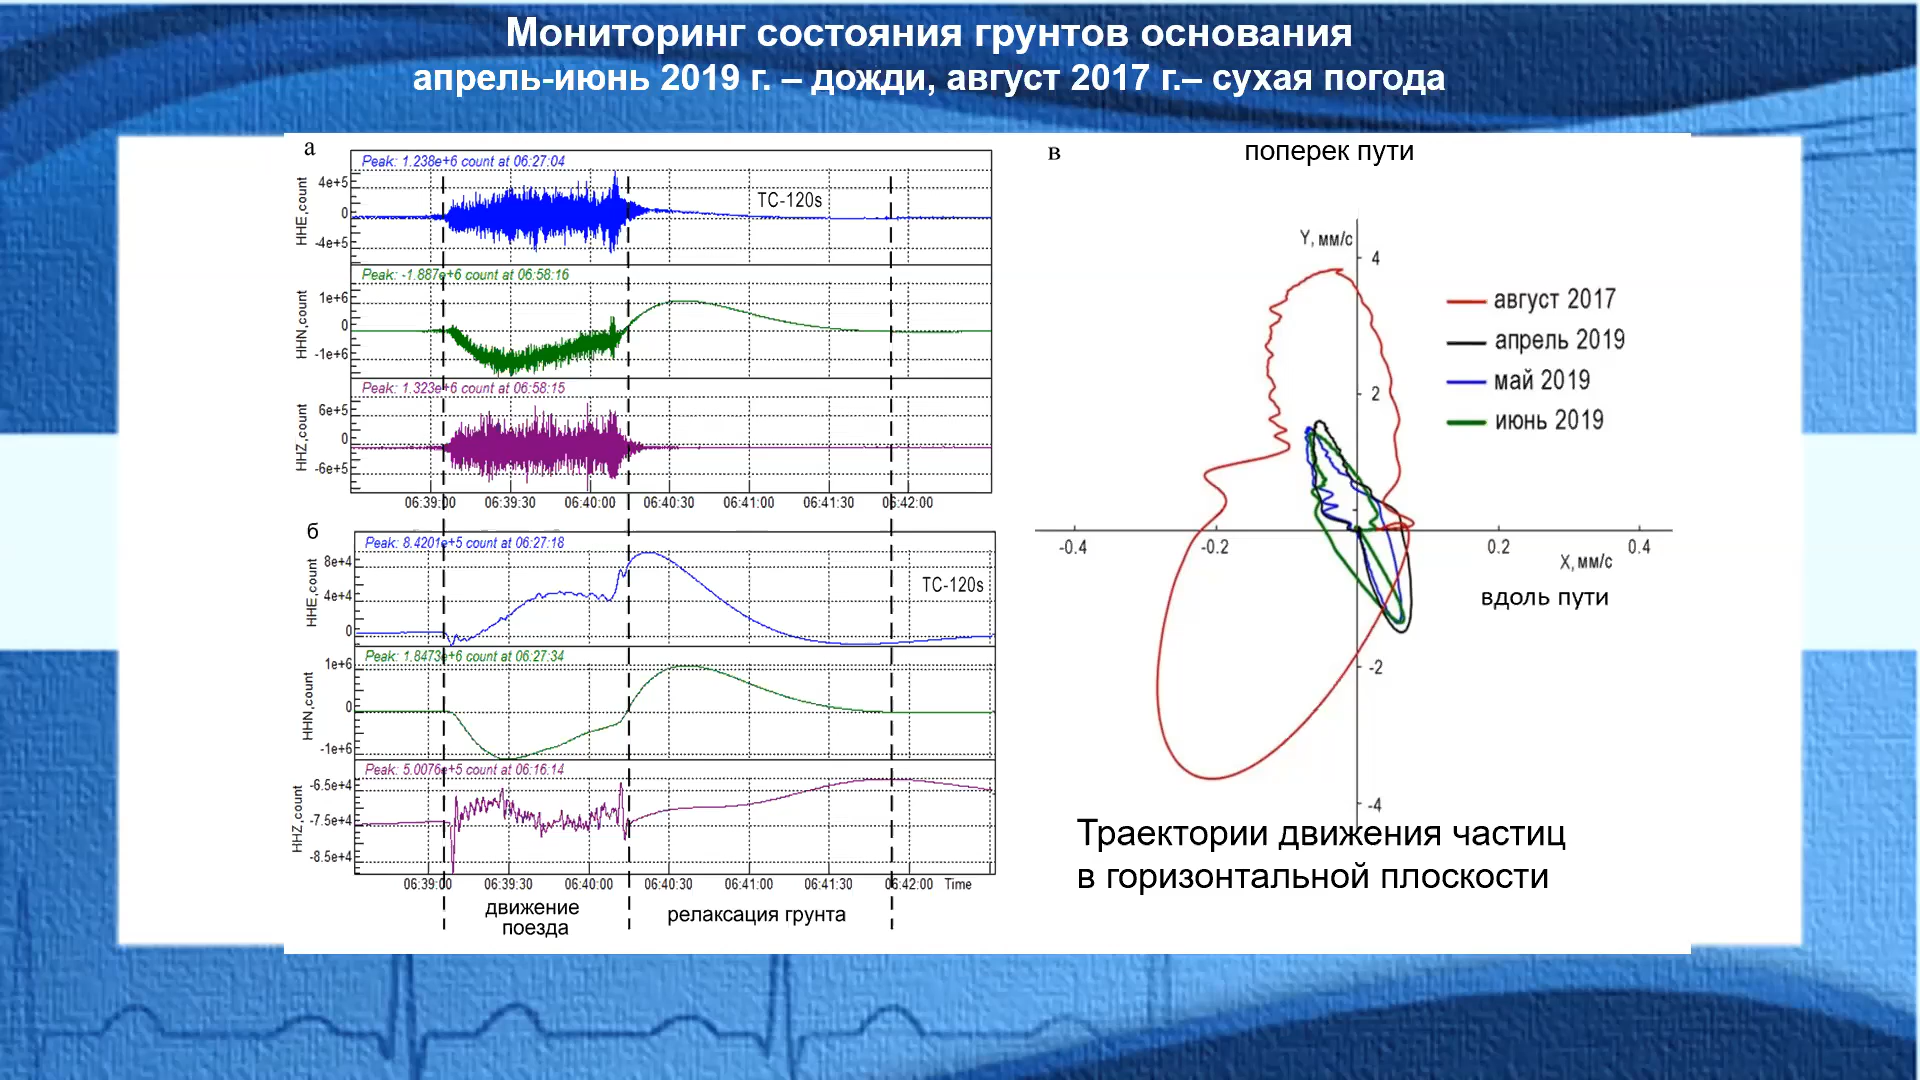 Мониторинг состояния грунтов основания
апрель-июнь 2019 г. – дожди, август 2017 г.– сухая погода
а
Peak: 1.238e+6 count at 06:27:04
HHE,count
4e+5
0
-4e+5
TC-120s
Peak: -1.887e+6 count at 06:58:16
HHN,count
1e+6
0
-1e+6
Peak: 1.323e+6 count at 06:58:15
HHZ,count
6e+5
0
-6e+5
06:39:00 06:39:30 06:40:00 06:40:30 06:41:00 06:41:30 06:42:00
б
Peak: 8.4201e+5 count at 06:27:18
HHE,count
8e+4
4e+4
0
TC-120s
Peak: 1.8473e+6 count at 06:27:34
HHN,count
1e+6
0
-1e+6
Peak: 5.0076e+5 count at 06:16:14
HHZ,count
-6.5e+4
-7.5e+4
-8.5e+4
06:39:00 06:39:30 06:40:00 06:40:30 06:41:00 06:41:30 06:42:00 Time
движение
поезда
релаксация грунта
в
поперек пути
Y, мм/с
4
2
-2
-4
август 2017
апрель 2019
май 2019
июнь 2019
-0.4 -0.2 0.2 0.4
X, мм/с
вдоль пути
Траектории движения частиц
в горизонтальной плоскости